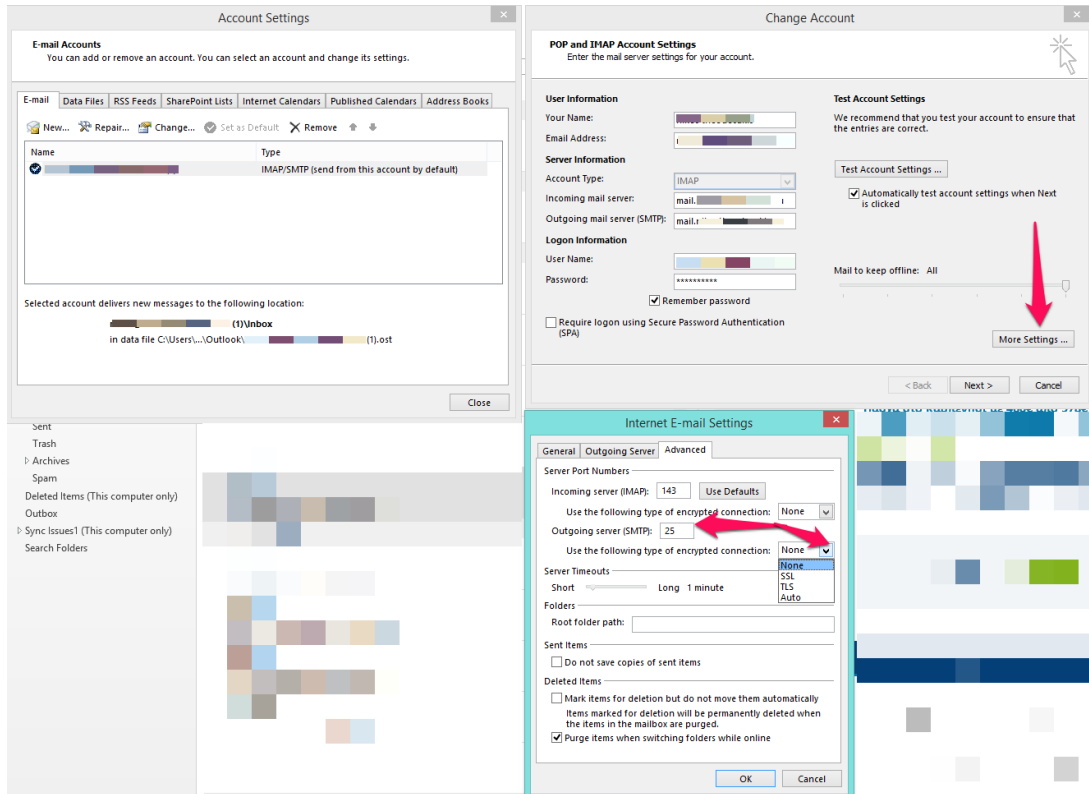 Account Settings
E-mail Accounts
You can add or remove an account. You can select an account and change its settings.
E-mail Data Files RSS Feeds SharePoint Lists Internet Calendars Published Calendars Address Books
New... Repair... Change... Set as Default Remove
Name Type
IMAP/SMTP (send from this account by default)
Selected account delivers new messages to the following location:
(1)\Inbox
in data file C:\Users\...\Outlook\ (1).ost
Close
Change Account
POP and IMAP Account Settings
Enter the mail server settings for your account.
User Information
Your Name:
Email Address:
Server Information
Account Type: IMAP
Incoming mail server: mail.
Outgoing mail server (SMTP): mail.
Logon Information
User Name:
Password: **********
Remember password
Require logon using Secure Password Authentication
(SPA)
Test Account Settings
We recommend that you test your account to ensure that
the entries are correct.
Test Account Settings ...
Automatically test account settings when Next
is clicked
Mail to keep offline: All
More Settings ...
< Back Next > Cancel
Sent
Trash
Archives
Spam
Deleted Items (This computer only)
Outbox
Sync Issues1 (This computer only)
Search Folders
Internet E-mail Settings
General Outgoing Server Advanced
Server Port Numbers
Incoming server (IMAP): 143 Use Defaults
Use the following type of encrypted connection: None
Outgoing server (SMTP): 25
Use the following type of encrypted connection: None
None
SSL
TLS
Auto
Server Timeouts
Short Long 1 minute
Folders
Root folder path:
Sent Items
Do not save copies of sent items
Deleted Items
Mark items for deletion but do not move them automatically
Items marked for deletion will be permanently deleted when
the items in the mailbox are purged.
Purge items when switching folders while online
OK Cancel